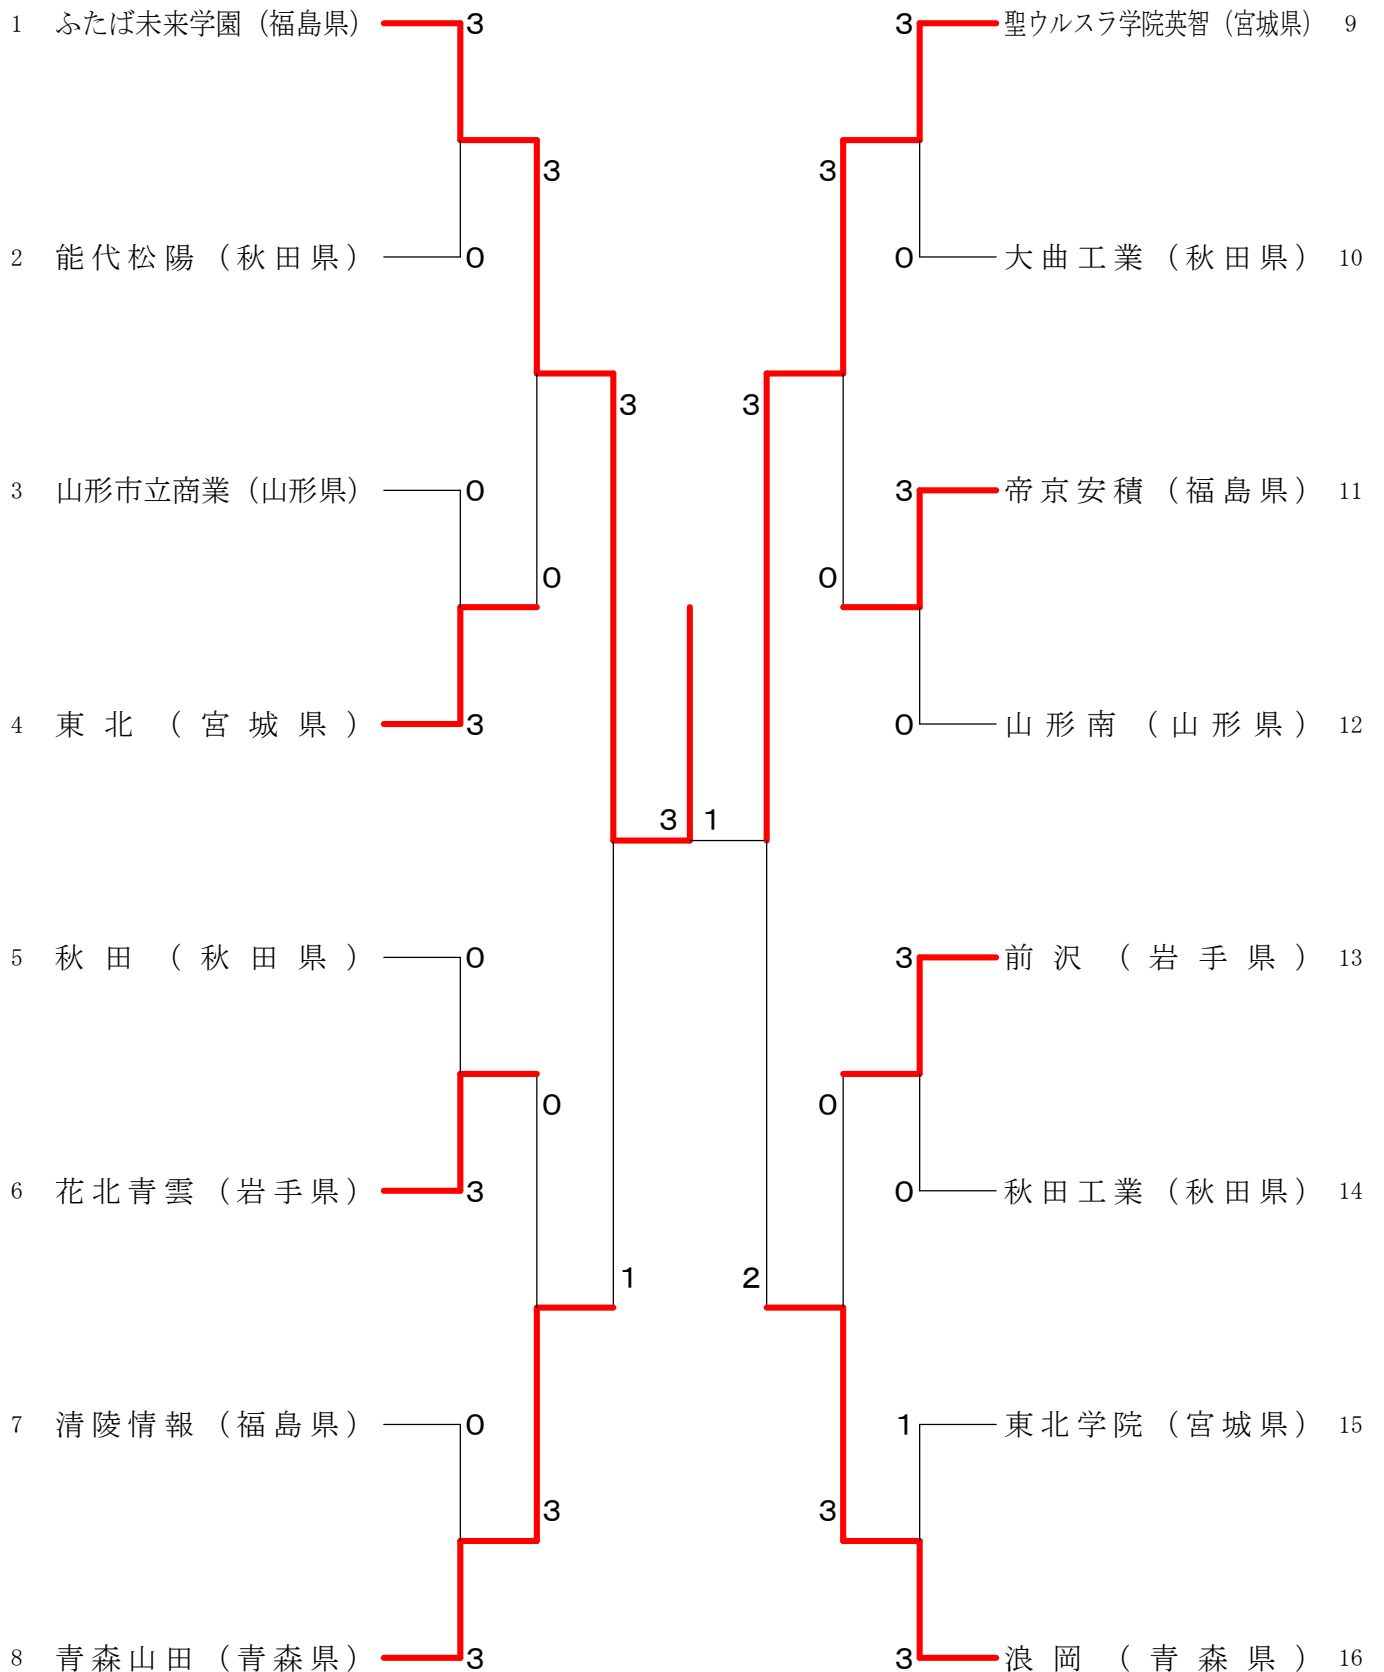 1 ふたば未来学園（福島県） 3
3 聖ウルスラ学院英智（宮城県） 9
3
3
2 能代松陽（秋田県） 0
0 大曲工業（秋田県） 10
3
3
3 山形市立商業（山形県） 0
3 帝京安積（福島県） 11
0
0
4 東北（宮城県） 3
0 山形南（山形県） 12
3 1
5 秋田（秋田県） 0
3 前沢（岩手県） 13
0
0
6 花北青雲（岩手県） 3
0 秋田工業（秋田県） 14
1
2
7 清陵情報（福島県） 0
1 東北学院（宮城県） 15
3
3
8 青森山田（青森県） 3
3 浪岡（青森県） 16